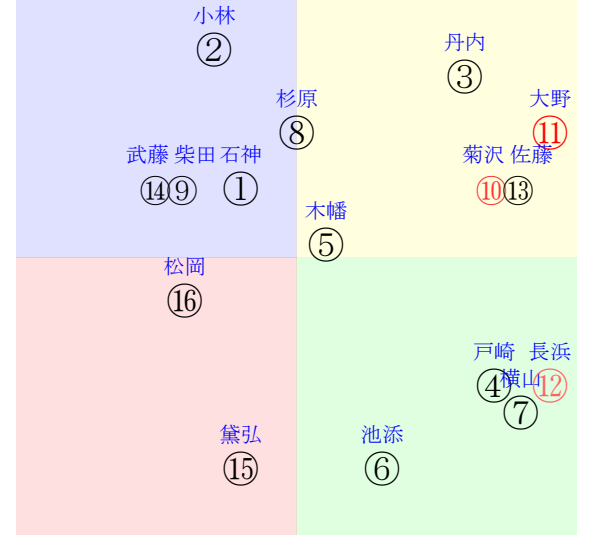 小林
②
丹内
③
杉原
⑧
大野
⑪
武藤 柴田 石神
⑭⑨ ①
菊沢 佐藤
⑩⑬
木幡
⑤
松岡
⑯
戸崎 長浜
④ ⑫
横山
⑦
黛弘
⑮
池添
⑥